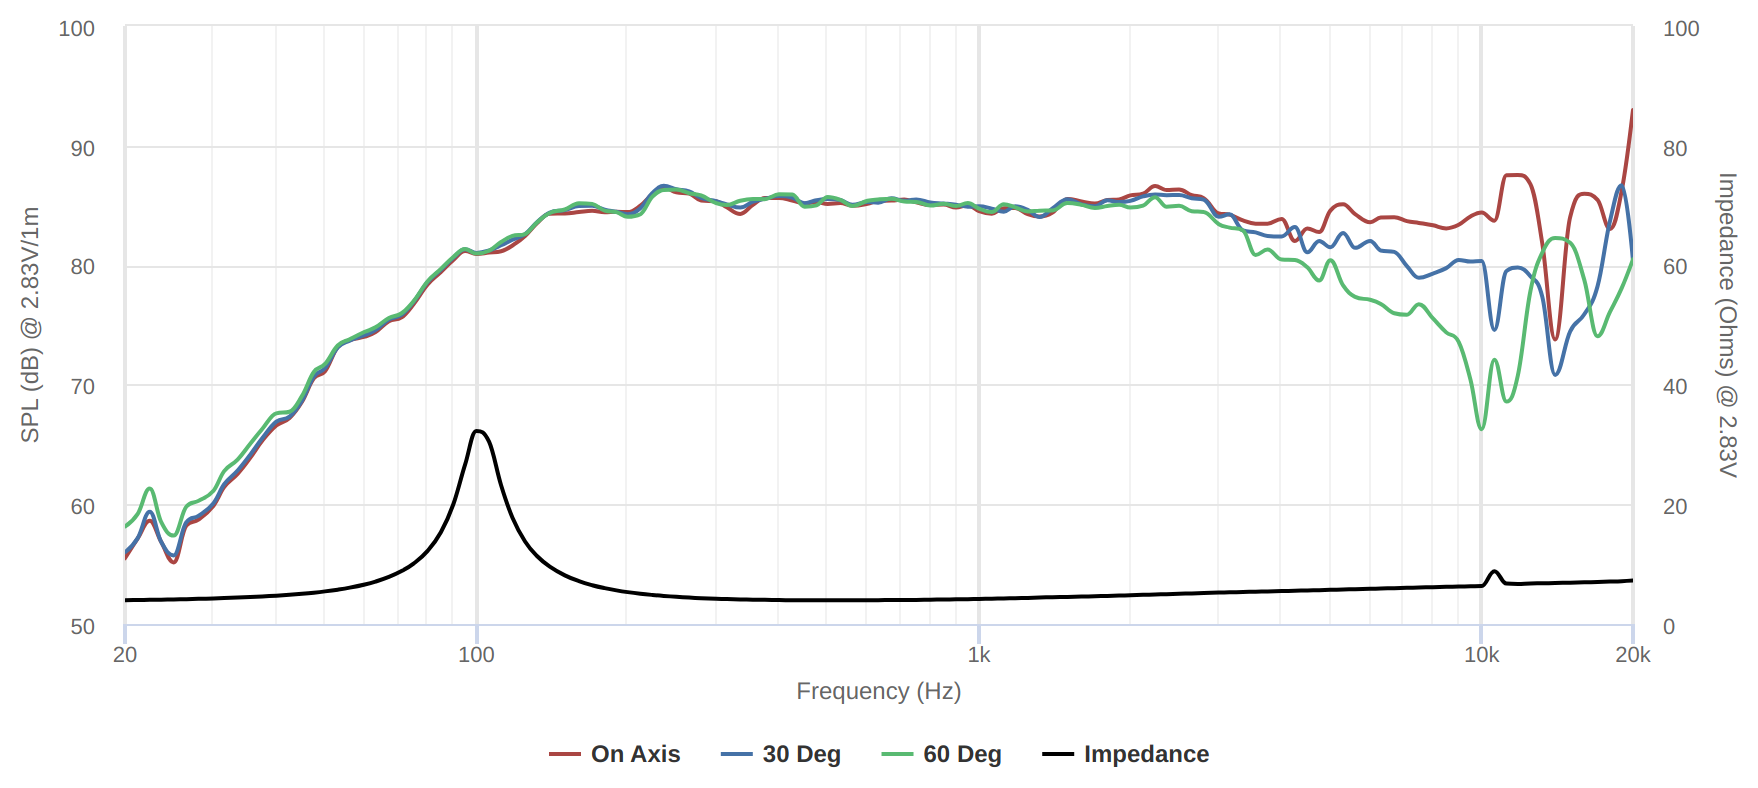 100
90
80
70
60
50
SPL (dB) @ 2.83V/1m
100
80
60
40
20
0
Impedance (Ohms) @ 2.83V
20
100
1k
10k
20k
Frequency (Hz)
On Axis
30 Deg
60 Deg
Impedance